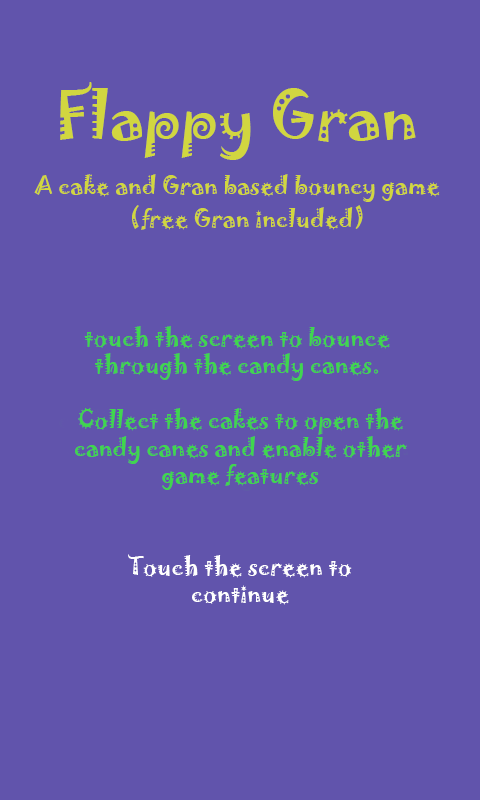 Flappy Gran
A cake and Gran based bouncy game
(free Gran included)
touch the screen to bounce
through the candy canes.
Collect the cakes to open the
candy canes and enable other
game features
Touch the screen to
continue